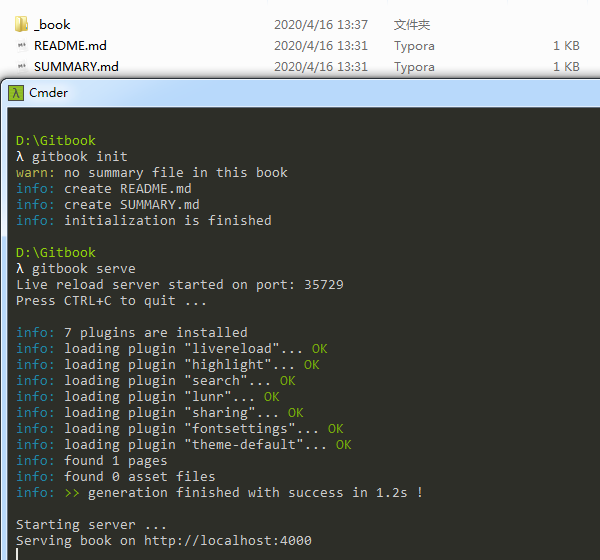 _book 2020/4/16 13:37 文件夹
README.md 2020/4/16 13:31 Typora 1 KB
SUMMARY.md 2020/4/16 13:31 Typora 1 KB
λ Cmder
D:\Gitbook
λ gitbook init
warn: no summary file in this book
info: create README.md
info: create SUMMARY.md
info: initialization is finished
D:\Gitbook
λ gitbook serve
Live reload server started on port: 35729
Press CTRL+C to quit ...
info: 7 plugins are installed
info: loading plugin "livereload"... OK
info: loading plugin "highlight"... OK
info: loading plugin "search"... OK
info: loading plugin "lunr"... OK
info: loading plugin "sharing"... OK
info: loading plugin "fontsettings"... OK
info: loading plugin "theme-default"... OK
info: found 1 pages
info: found 0 asset files
info: >> generation finished with success in 1.2s !
Starting server ...
Serving book on http://localhost:4000